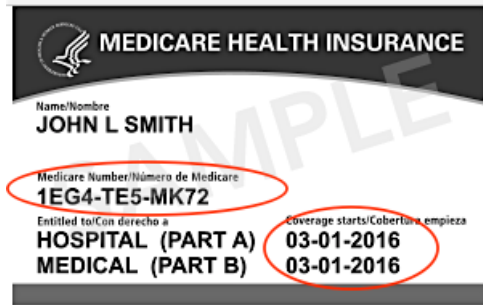 MEDICARE HEALTH INSURANCE
Name/Nombre
JOHN L SMITH
SAMPLE
Medicare Number/Número de Medicare
1EG4-TE5-MK72
Entitled to/Con derecho a Coverage starts/Cobertura empieza
HOSPITAL (PART A) 03-01-2016
MEDICAL (PART B) 03-01-2016